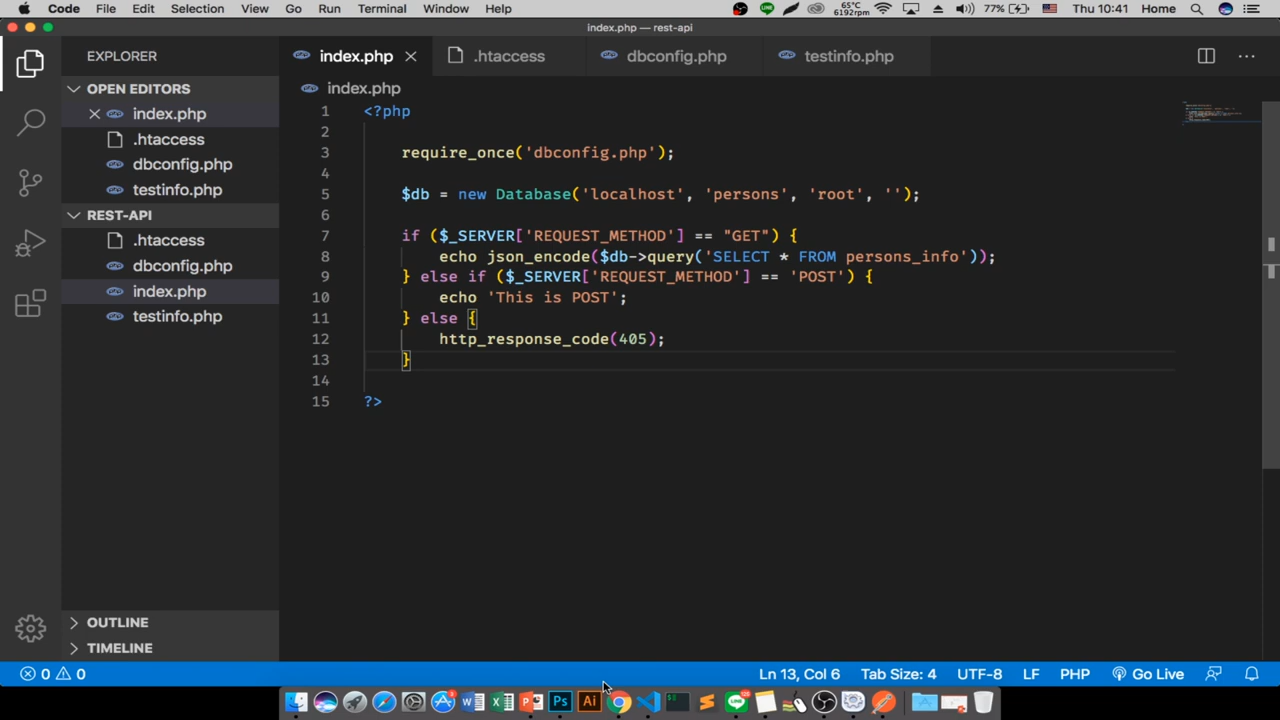 Code File Edit Selection View Go Run Terminal Window Help 65°C 6192rpm 77% Thu 10:41 Home
index.php — rest-api
EXPLORER
OPEN EDITORS
index.php
.htaccess
dbconfig.php
testinfo.php
REST-API
.htaccess
dbconfig.php
index.php
testinfo.php
OUTLINE
TIMELINE
index.php .htaccess dbconfig.php testinfo.php
index.php
1 <?php
2
3 require_once('dbconfig.php');
4
5 $db = new Database('localhost', 'persons', 'root', '');
6
7 if ($_SERVER['REQUEST_METHOD'] == "GET") {
8 echo json_encode($db->query('SELECT * FROM persons_info'));
9 } else if ($_SERVER['REQUEST_METHOD'] == 'POST') {
10 echo 'This is POST';
11 } else {
12 http_response_code(405);
13 }
14
15 ?>
0 0 Ln 13, Col 6 Tab Size: 4 UTF-8 LF PHP Go Live
Ps Ai